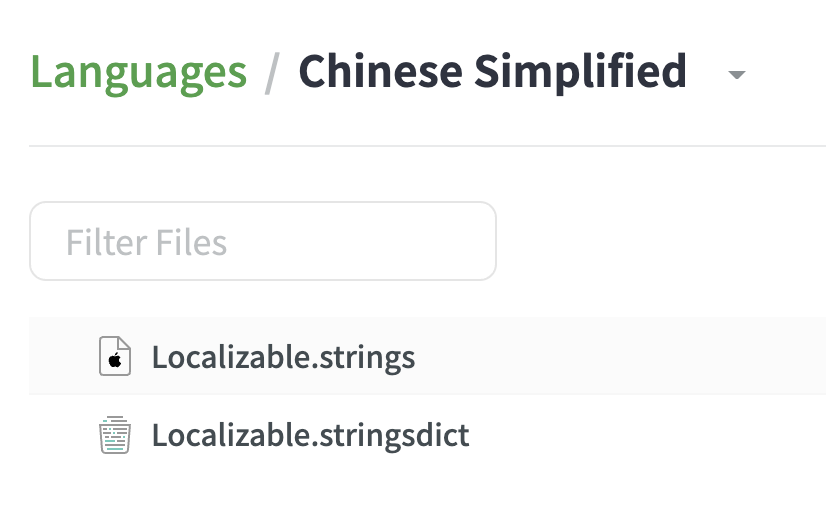 Languages / Chinese Simplified
Filter Files
Localizable.strings
Localizable.stringsdict